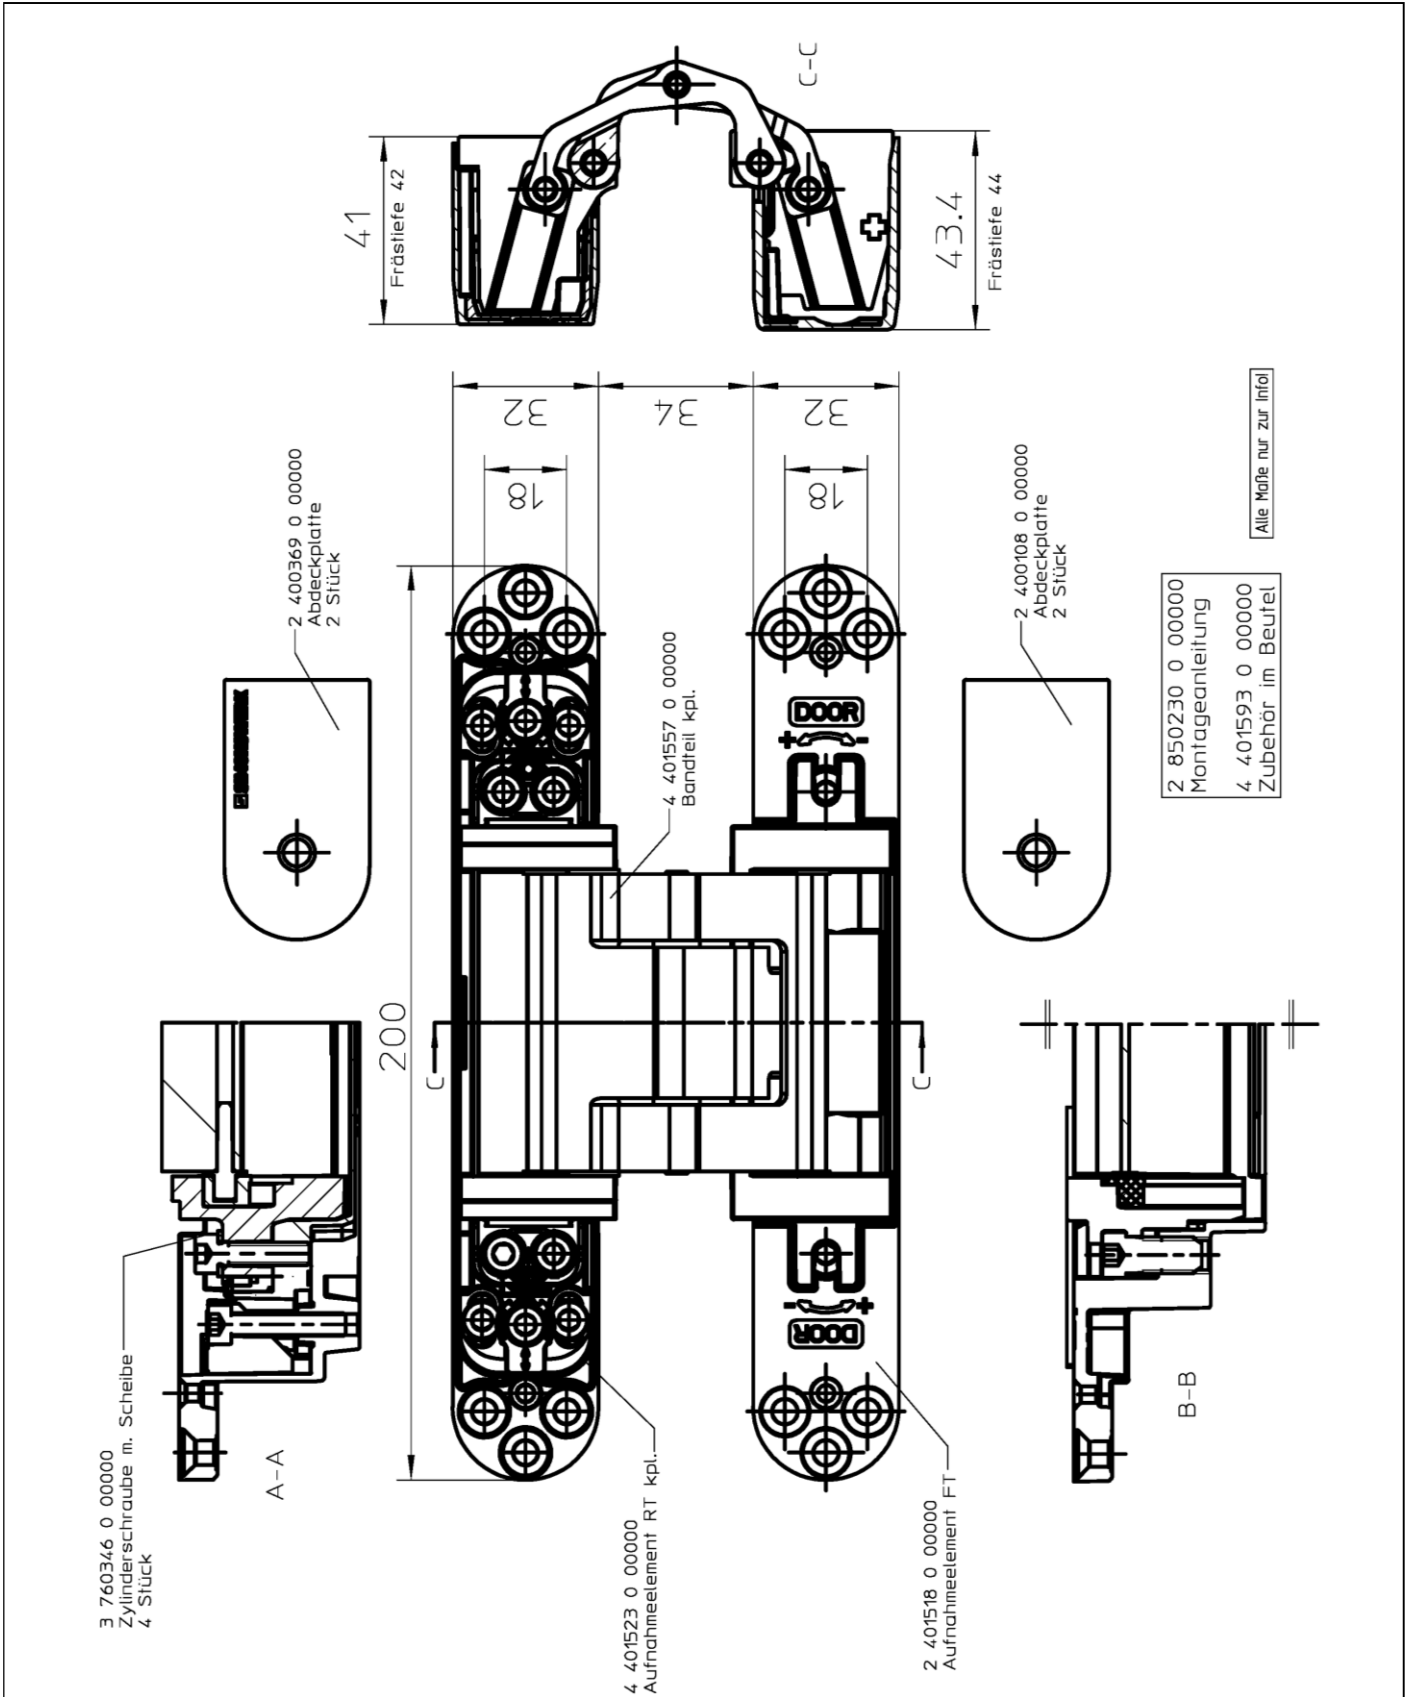 C-C
41
Frästiefe 42
43.4
Frästiefe 44
32
34
32
18
18
2 400369 0 00000
Abdeckplatte
2 Stück
2 400108 0 00000
Abdeckplatte
2 Stück
Alle Maße nur zur Info!
2 850230 0 00000
Montageanleitung
4 401593 0 00000
Zubehör im Beutel
SIMONSWERK
4 401557 0 00000
Bandteil kpl.
DOOR
+
-
200
C
C
-
+
DOOR
3 760346 0 00000
Zylinderschraube m. Scheibe
4 Stück
A-A
4 401523 0 00000
Aufnahmeelement RT kpl.
2 401518 0 00000
Aufnahmeelement FT
B-B